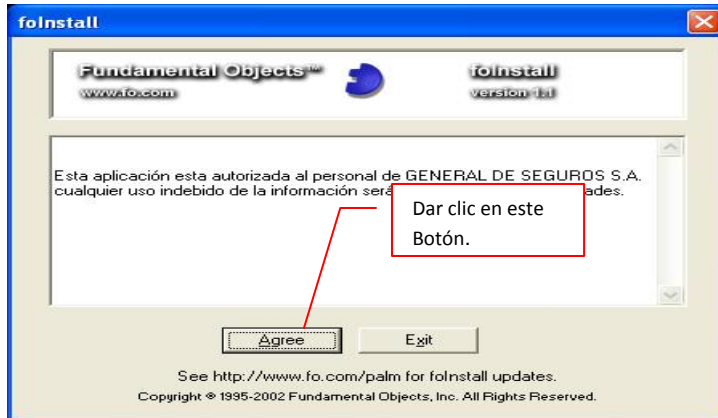 foInstall
Fundamental Objects™
www.fo.com
foInstall
version 1.1
Esta aplicación esta autorizada al personal de GENERAL DE SEGUROS S.A.
cualquier uso indebido de la información será ades.
Dar clic en este
Botón.
Agree
Exit
See http://www.fo.com/palm for foInstall updates.
Copyright © 1995-2002 Fundamental Objects, Inc. All Rights Reserved.